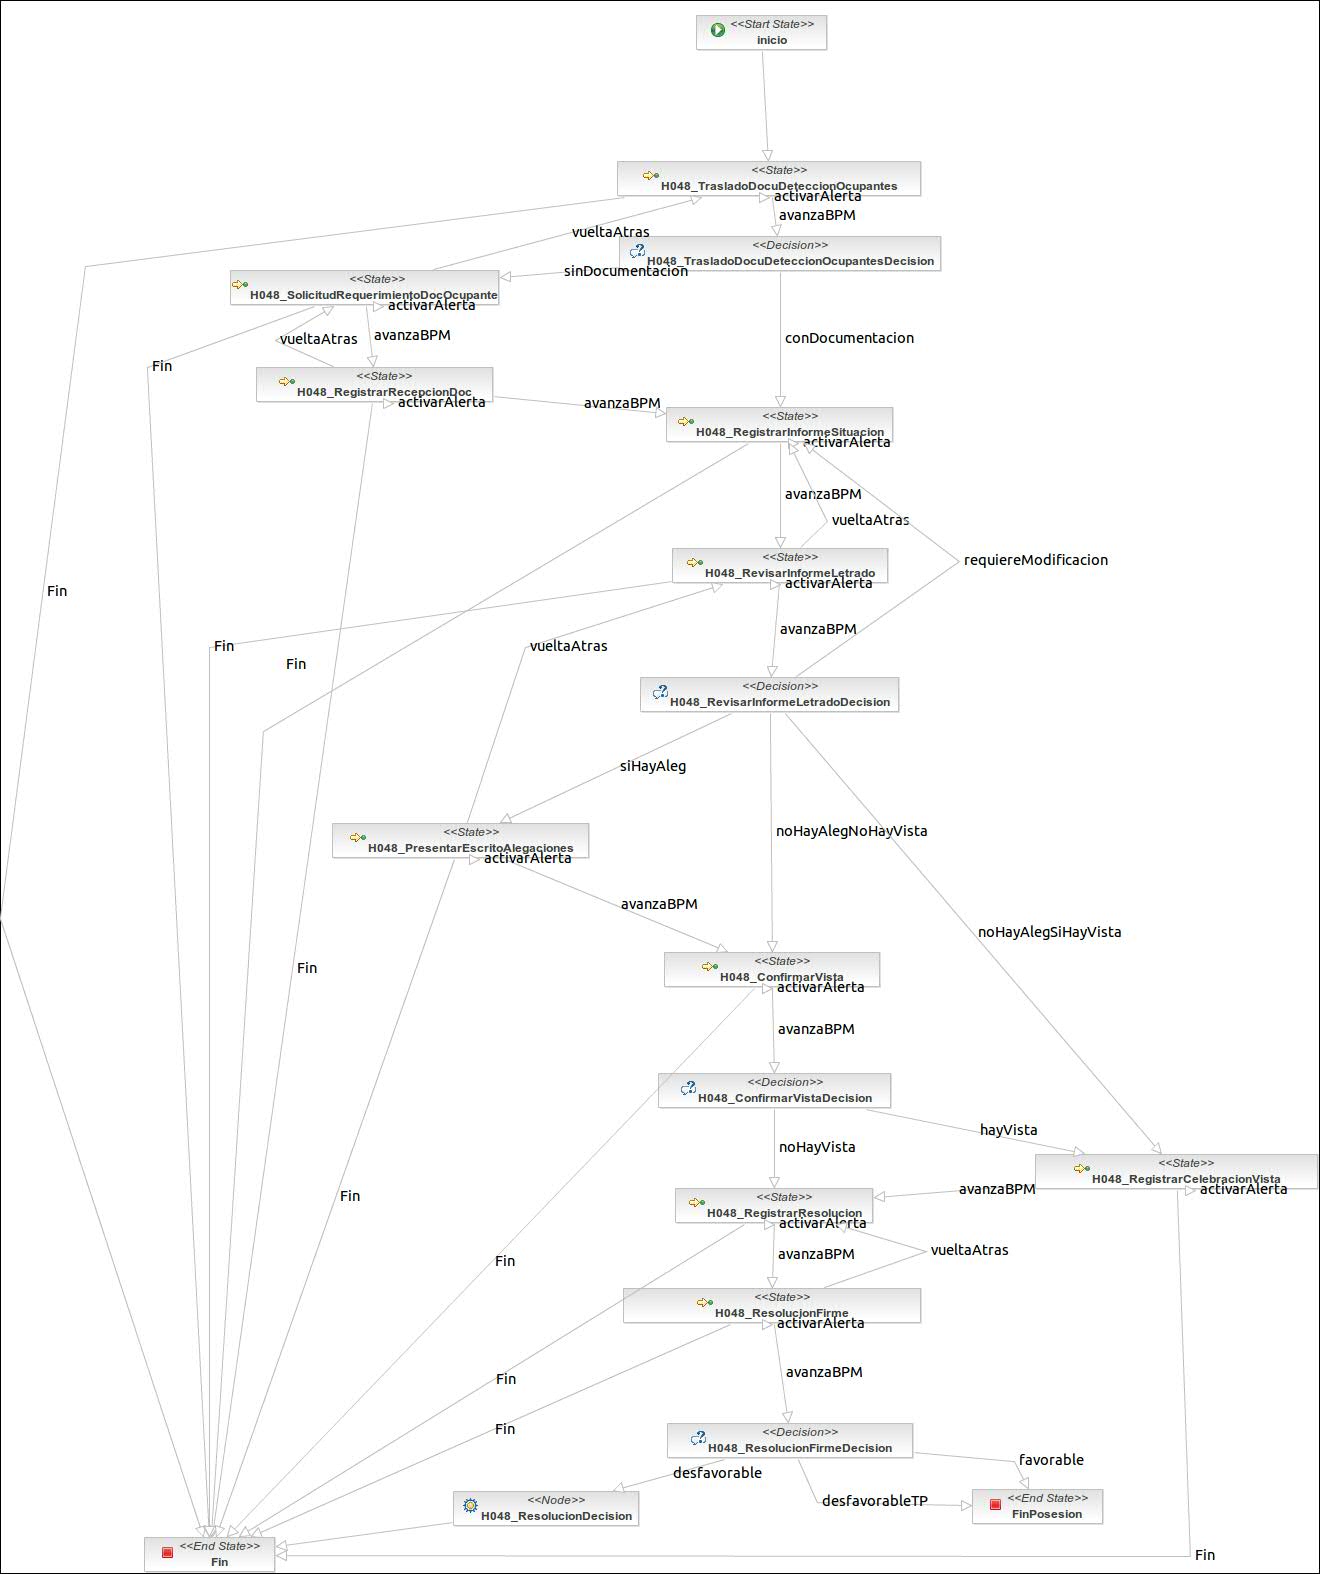 <<Start State>>
inicio
<<State>>
H048_TrasladoDocuDeteccionOcupantes
activarAlerta
avanzaBPM
vueltaAtras
<<Decision>>
H048_TrasladoDocuDeteccionOcupantesDecision
sinDocumentacion
<<State>>
H048_SolicitudRequerimientoDocOcupante
activarAlerta
avanzaBPM
vueltaAtras
conDocumentacion
Fin
<<State>>
H048_RegistrarRecepcionDoc
activarAlerta
avanzaBPM
<<State>>
H048_RegistrarInformeSituacion
activarAlerta
avanzaBPM
vueltaAtras
requiereModificacion
<<State>>
H048_RevisarInformeLetrado
activarAlerta
Fin
avanzaBPM
Fin
vueltaAtras
Fin
<<Decision>>
H048_RevisarInformeLetradoDecision
siHayAleg
noHayAlegNoHayVista
<<State>>
H048_PresentarEscritoAlegaciones
activarAlerta
avanzaBPM
noHayAlegSiHayVista
Fin
<<State>>
H048_ConfirmarVista
activarAlerta
avanzaBPM
<<Decision>>
H048_ConfirmarVistaDecision
hayVista
noHayVista
<<State>>
H048_RegistrarCelebracionVista
activarAlerta
avanzaBPM
Fin
<<State>>
H048_RegistrarResolucion
activarAlerta
avanzaBPM
vueltaAtras
Fin
<<State>>
H048_ResolucionFirme
activarAlerta
avanzaBPM
Fin
Fin
<<Decision>>
H048_ResolucionFirmeDecision
favorable
desfavorable
desfavorableTP
<<Node>>
H048_ResolucionDecision
<<End State>>
FinPosesion
<<End State>>
Fin
Fin